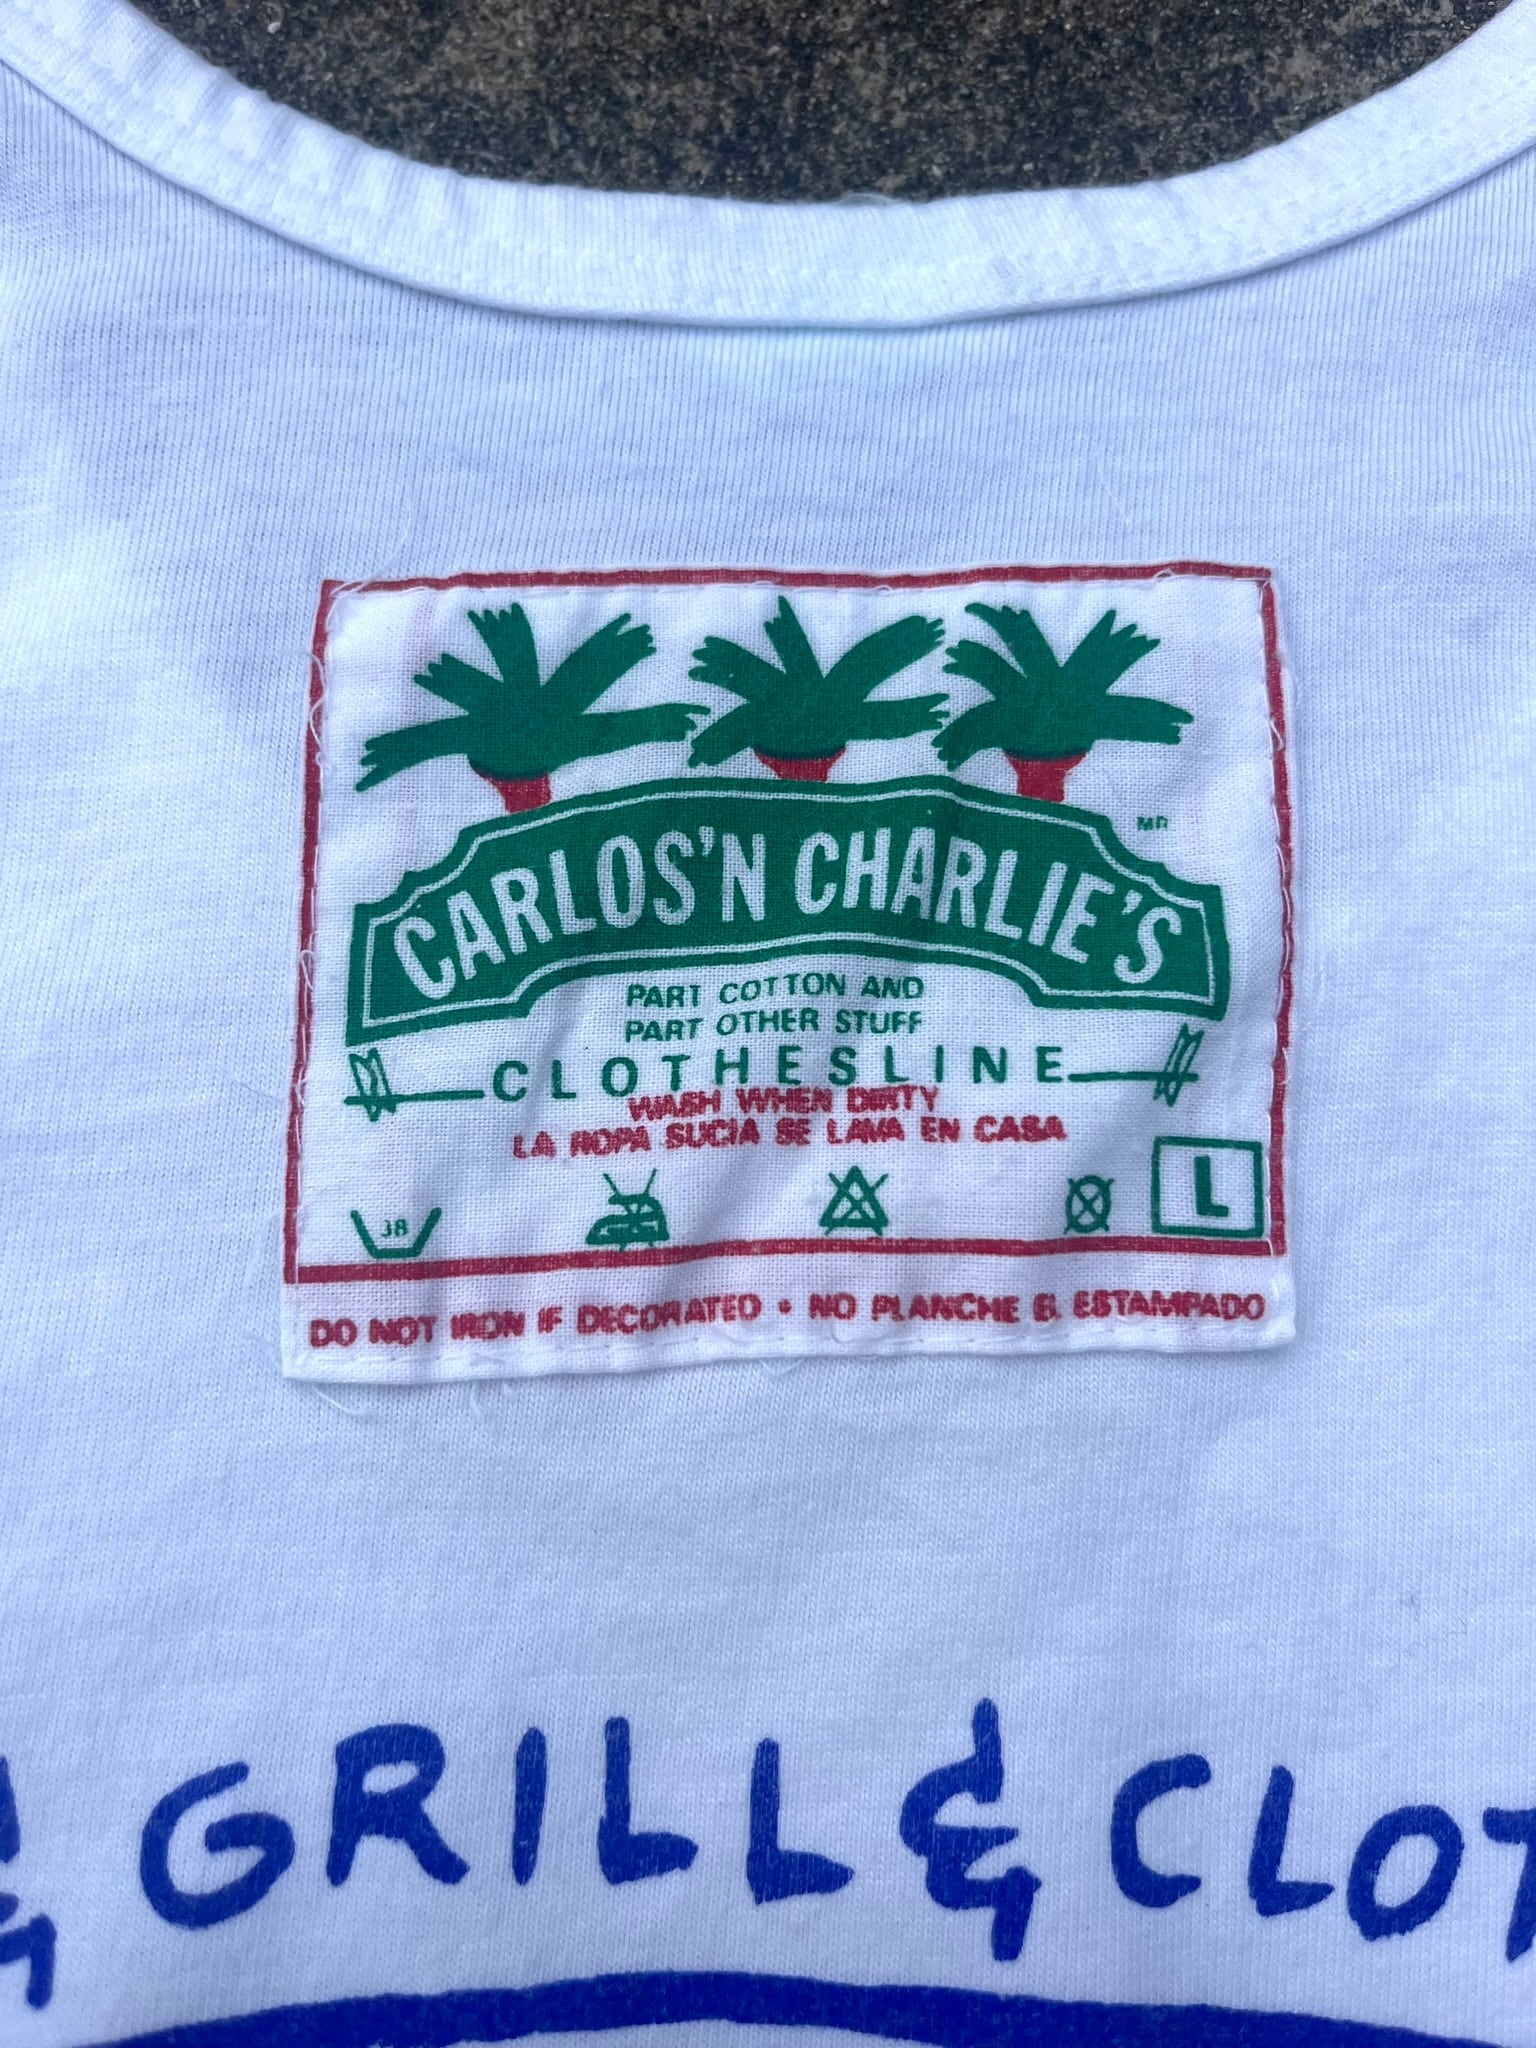 CARLOS'N CHARLIE'S
MR
PART COTTON AND
PART OTHER STUFF
CLOTHESLINE
WASH WHEN DIRTY
LA ROPA SUCIA SE LAVA EN CASA
38
L
DO NOT IRON IF DECORATED • NO PLANCHE EL ESTAMPADO
GRILL & CLOT